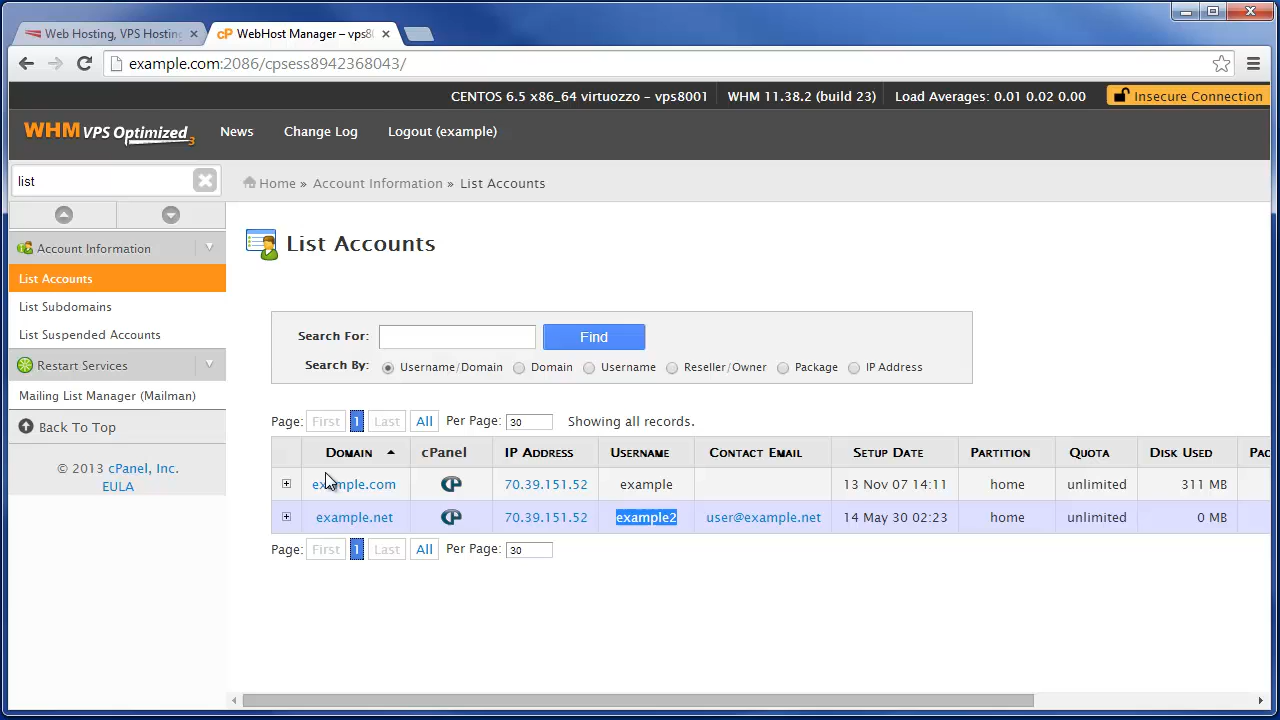 Web Hosting, VPS Hosting
cP WebHost Manager – vps8
example.com:2086/cpsess8942368043/
CENTOS 6.5 x86_64 virtuozzo – vps8001 WHM 11.38.2 (build 23) Load Averages: 0.01 0.02 0.00 Insecure Connection
WHM VPS Optimized 3 News Change Log Logout (example)
list
Home » Account Information » List Accounts
Account Information
List Accounts
List Subdomains
List Suspended Accounts
Restart Services
Mailing List Manager (Mailman)
Back To Top
© 2013 cPanel, Inc.
EULA
List Accounts
Search For: Find
Search By: Username/Domain Domain Username Reseller/Owner Package IP Address
Page: First 1 Last All Per Page: 30 Showing all records.
Domain cPanel IP Address Username Contact Email Setup Date Partition Quota Disk Used Pac
example.com cP 70.39.151.52 example 13 Nov 07 14:11 home unlimited 311 MB
example.net cP 70.39.151.52 example2 user@example.net 14 May 30 02:23 home unlimited 0 MB
Page: First 1 Last All Per Page: 30